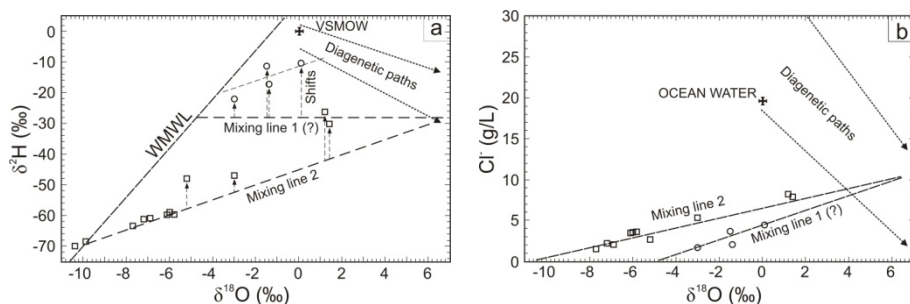 a
0
VSMOW
-10
Diagenetic paths
-20
Shifts
-30
Mixing line 1 (?)
WMWL
-40
-50
Mixing line 2
-60
-70
δ²H (‰)
-10 -8 -6 -4 -2 0 2 4 6
δ¹⁸O (‰)
b
30
25
Diagenetic paths
20
OCEAN WATER
15
10
Mixing line 2
5
Mixing line 1 (?)
0
Cl⁻ (g/L)
-10 -8 -6 -4 -2 0 2 4 6
δ¹⁸O (‰)